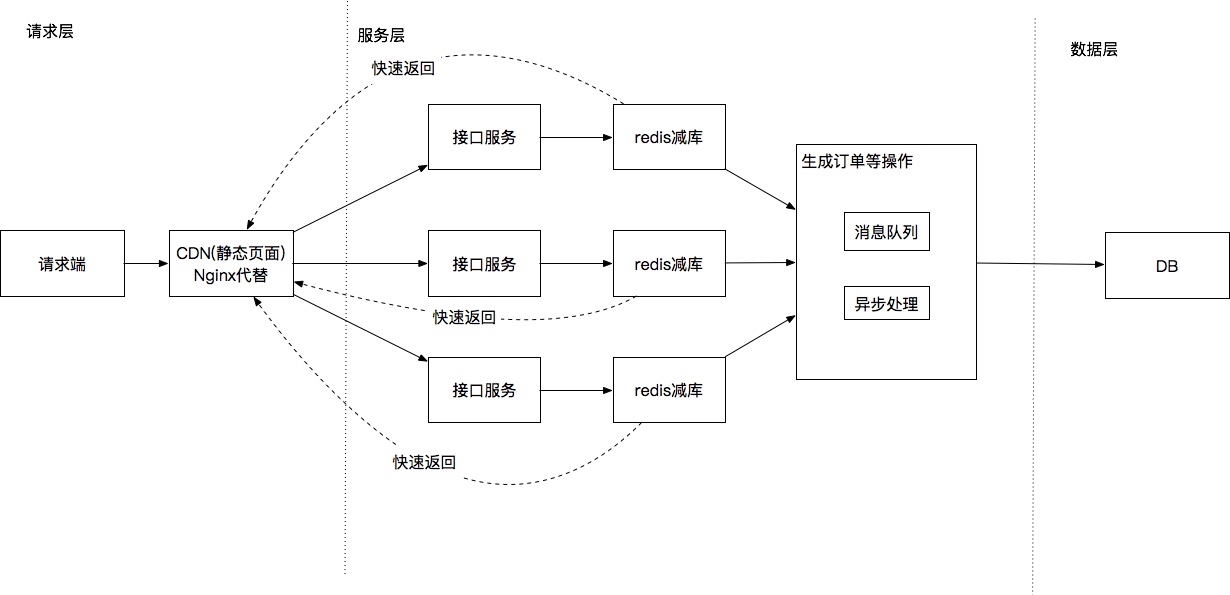 请求层
服务层
数据层
快速返回
接口服务
redis减库
生成订单等操作
请求端
CDN(静态页面)
Nginx代替
接口服务
redis减库
消息队列
异步处理
DB
快速返回
接口服务
redis减库
快速返回